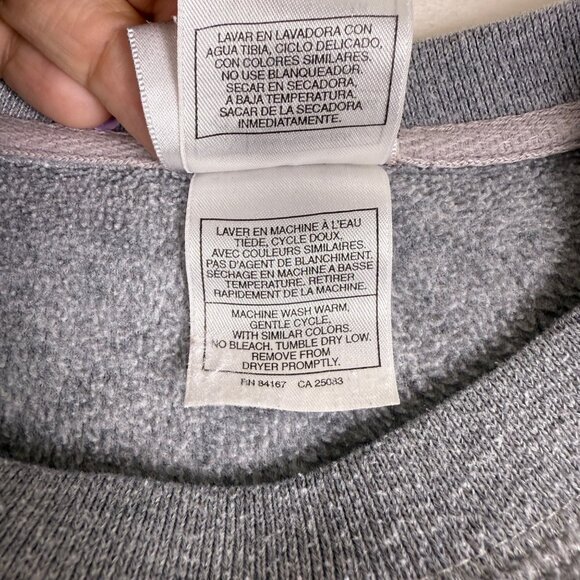 LAVAR EN LAVADORA CON
AGUA TIBIA, CICLO DELICADO,
CON COLORES SIMILARES.
NO USE BLANQUEADOR.
SECAR EN SECADORA
A BAJA TEMPERATURA.
SACAR DE LA SECADORA
INMEDIATAMENTE.
LAVER EN MACHINE À L'EAU
TIÈDE, CYCLE DOUX,
AVEC COULEURS SIMILAIRES.
PAS D'AGENT DE BLANCHIMENT.
SÉCHAGE EN MACHINE A BASSE
TEMPERATURE. RETIRER
RAPIDEMENT DE LA MACHINE.
MACHINE WASH WARM,
GENTLE CYCLE,
WITH SIMILAR COLORS.
NO BLEACH. TUMBLE DRY LOW.
REMOVE FROM
DRYER PROMPTLY.
RN 84167 CA 25083